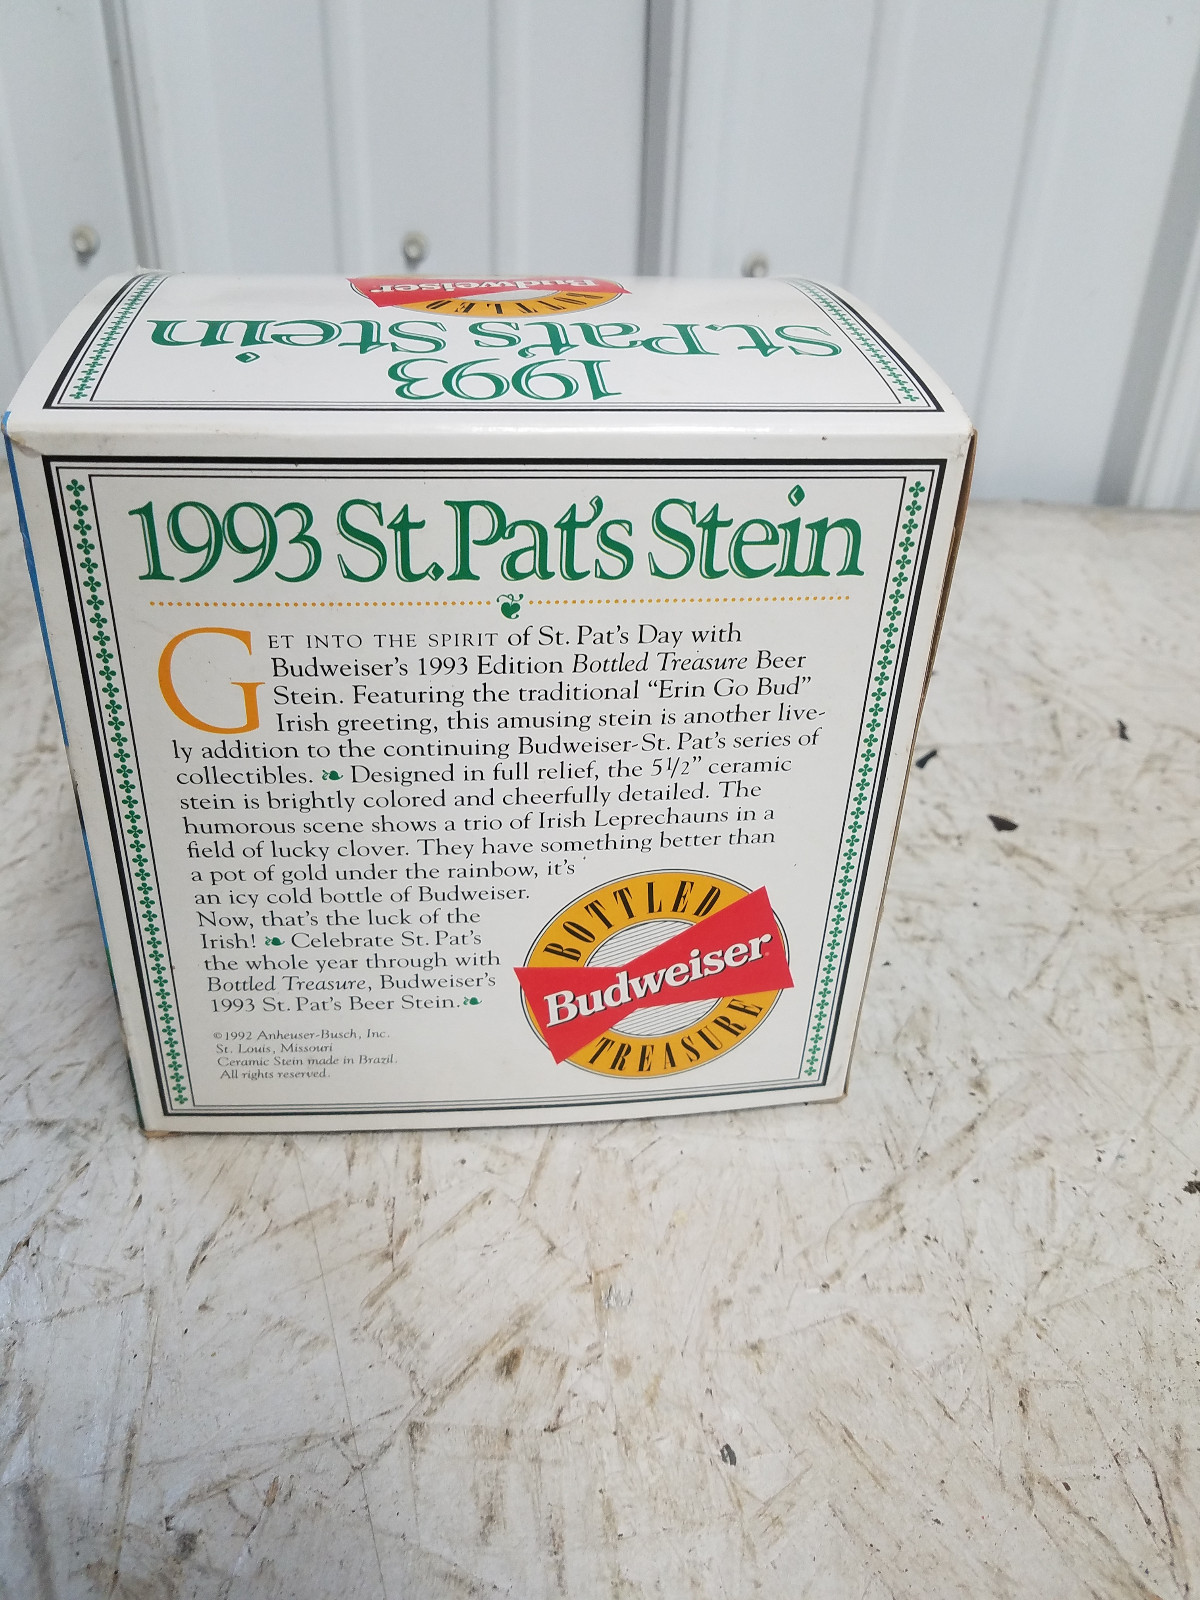 Budweiser
BOTTLED
St. Pat's Stein
1993
1993 St. Pat's Stein
GET INTO THE SPIRIT of St. Pat's Day with
Budweiser's 1993 Edition Bottled Treasure Beer
Stein. Featuring the traditional “Erin Go Bud”
Irish greeting, this amusing stein is another live-
ly addition to the continuing Budweiser-St. Pat's series of
collectibles. Designed in full relief, the 5 1/2” ceramic
stein is brightly colored and cheerfully detailed. The
humorous scene shows a trio of Irish Leprechauns in a
field of lucky clover. They have something better than
a pot of gold under the rainbow, it's
an icy cold bottle of Budweiser.
Now, that's the luck of the
Irish! Celebrate St. Pat's
the whole year through with
Bottled Treasure, Budweiser's
1993 St. Pat's Beer Stein.
©1992 Anheuser-Busch, Inc.
St. Louis, Missouri
Ceramic Stein made in Brazil.
All rights reserved.
BOTTLED
Budweiser
TREASURE